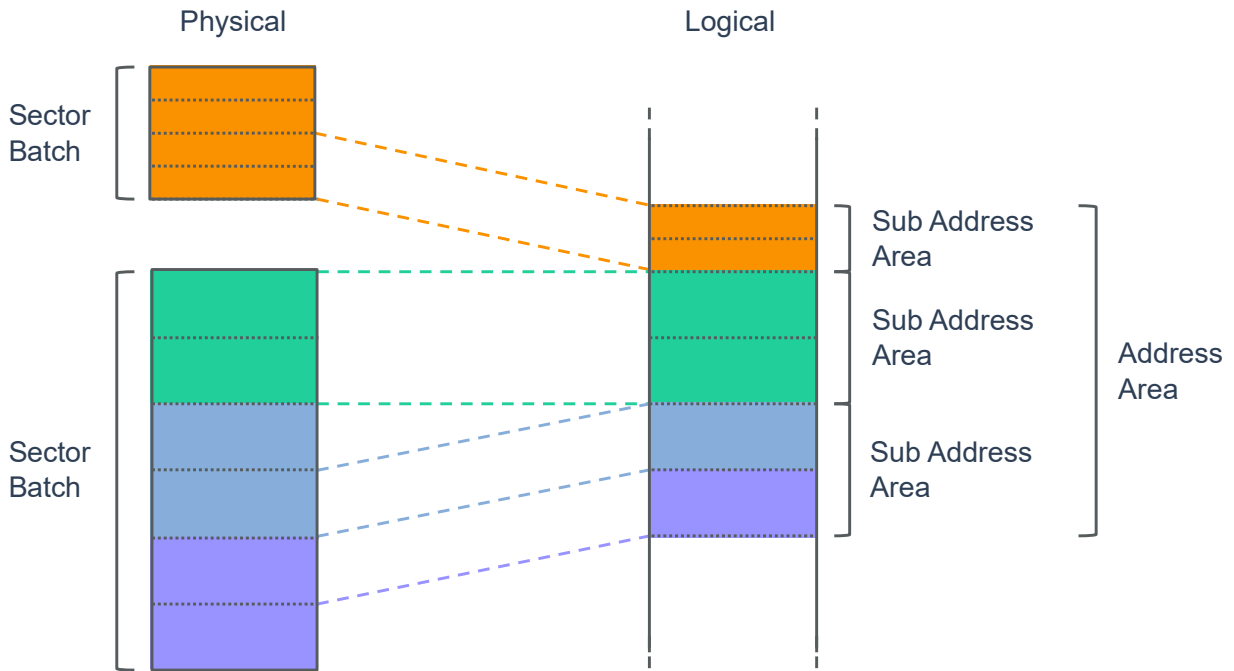 Physical
Logical
Sector
Batch
Sub Address
Area
Sub Address
Area
Address
Area
Sector
Batch
Sub Address
Area